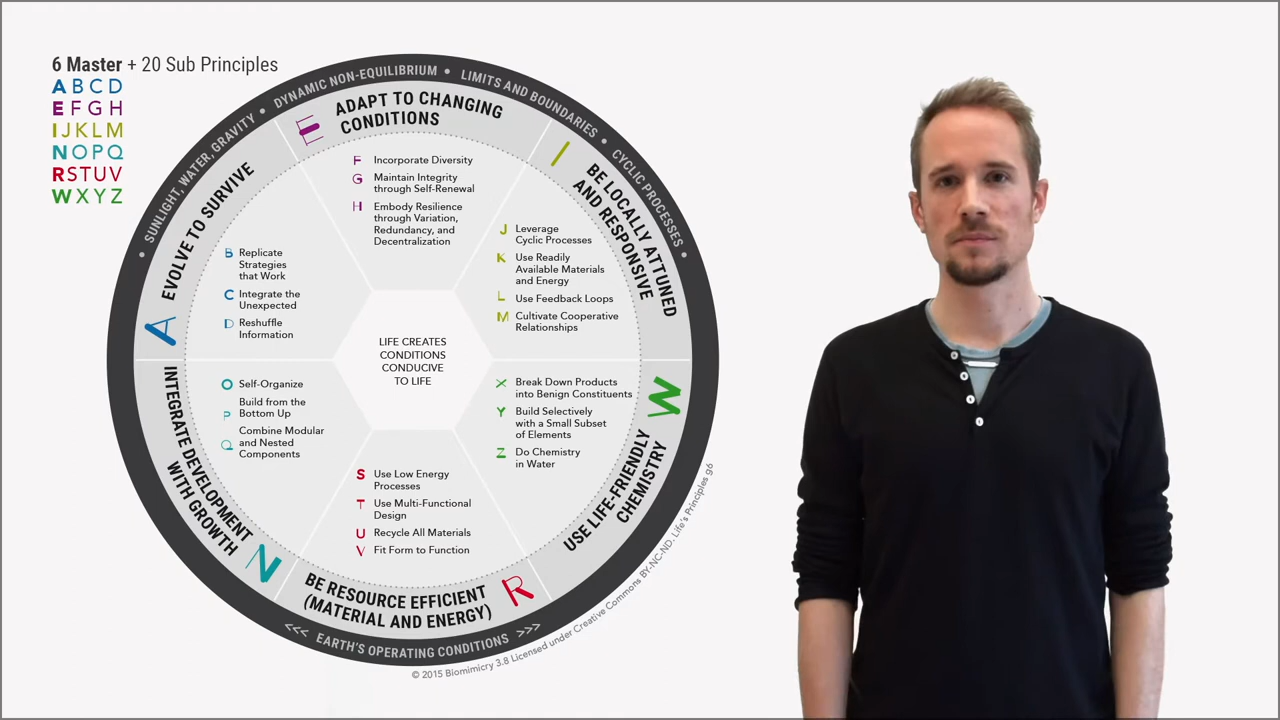 6 Master + 20 Sub Principles
A B C D
E F G H
I J K L M
N O P Q
R S T U V
W X Y Z
• SUNLIGHT, WATER, GRAVITY • DYNAMIC NON-EQUILIBRIUM • LIMITS AND BOUNDARIES • CYCLIC PROCESSES •
A EVOLVE TO SURVIVE
B Replicate
Strategies
that Work
C Integrate the
Unexpected
D Reshuffle
Information
E ADAPT TO CHANGING
CONDITIONS
F Incorporate Diversity
G Maintain Integrity
through Self-Renewal
H Embody Resilience
through Variation,
Redundancy, and
Decentralization
I BE LOCALLY ATTUNED
AND RESPONSIVE
J Leverage
Cyclic Processes
K Use Readily
Available Materials
and Energy
L Use Feedback Loops
M Cultivate Cooperative
Relationships
LIFE CREATES
CONDITIONS
CONDUCIVE
TO LIFE
INTEGRATE DEVELOPMENT
WITH GROWTH N
O Self-Organize
P Build from the
Bottom Up
Q Combine Modular
and Nested
Components
BE RESOURCE EFFICIENT
(MATERIAL AND ENERGY) R
S Use Low Energy
Processes
T Use Multi-Functional
Design
U Recycle All Materials
V Fit Form to Function
W USE LIFE-FRIENDLY
CHEMISTRY
X Break Down Products
into Benign Constituents
Y Build Selectively
with a Small Subset
of Elements
Z Do Chemistry
in Water
<<< EARTH'S OPERATING CONDITIONS >>>
© 2015 Biomimicry 3.8 Licensed under Creative Commons BY-NC-ND. Life's Principles g6